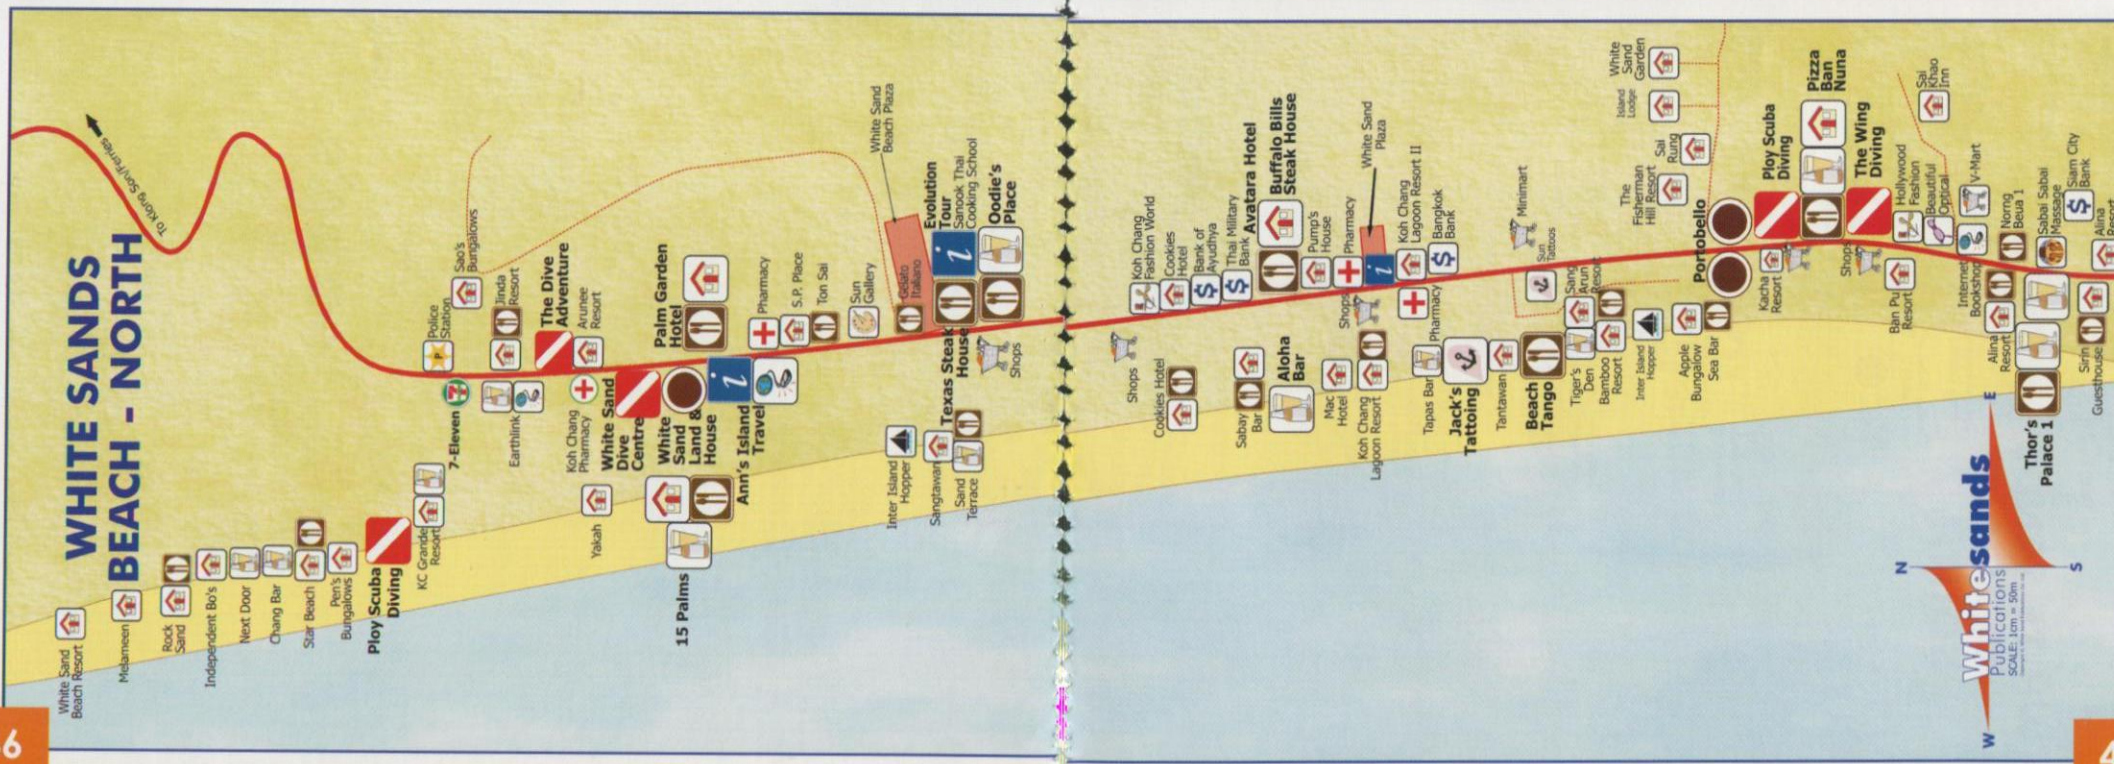 WHITE SANDS
BEACH - NORTH
To Klong Son/Ferries
White Sand
Beach Resort
Melameen
Rock
Sand
Independent Bo's
Next Door
Chang Bar
Star Beach
Pen's
Bungalows
Ploy Scuba
Diving
KC Grande
Resort
7-Eleven
Police
Station
P
7
Sao's
Bungalows
Jinda
Resort
Earthlink
The Dive
Adventure
Arunee
Resort
Koh Chang
Pharmacy
Yakah
White Sand
Dive
Centre
Palm Garden
Hotel
White
Sand
Land &
House
i
Ann's Island
Travel
15 Palms
Pharmacy
S.P. Place
Ton Sai
Sun
Gallery
White Sand
Beach Plaza
Gelato
Italiano
Evolution
Tour
Sanook Thai
Cooking School
i
Oodie's
Place
Texas Steak
House
Shops
Inter Island
Hopper
Sangtawan
Sand
Terrace
Koh Chang
Fashion World
Cookies
Hotel
Bank of
Ayudhya
$
Thai Military
Bank
$
Avatara Hotel
Buffalo Bills
Steak House
Pump's
House
Pharmacy
White Sand
Plaza
i
Koh Chang
Lagoon Resort II
Bangkok
Bank
$
Shops
Cookies Hotel
Sabay
Bar
Aloha
Bar
Mac
Hotel
Shops
Koh Chang
Lagoon Resort
Pharmacy
Tapas Bar
Jack's
Tattoing
Tantawan
Beach
Tango
Minimart
Sun
Tattoos
Sang
Arun
Resort
Tiger's
Den
Bamboo
Resort
Inter Island
Hopper
Apple
Bungalow
Sea Bar
White
Sand
Garden
Island
Lodge
Sai
Rung
The
Fisherman
Hill Resort
Portobello
Ploy Scuba
Diving
Kacha
Resort
Pizza
Ban
Nuna
The Wing
Diving
Shops
Ban Pu
Resort
Sai
Khao
Inn
Hollywood
Fashion
Beautiful
Optical
V-Mart
Internet
Bookshop
Norng
Beua 1
Sabai Sabai
Massage
Siam City
Bank
$
Alina
Resort
Alina
Resort
Thor's
Palace 1
Sirin
Guesthouse
N
E
S
W
Whitesands
Publications
SCALE: 1cm = 50m
6
4